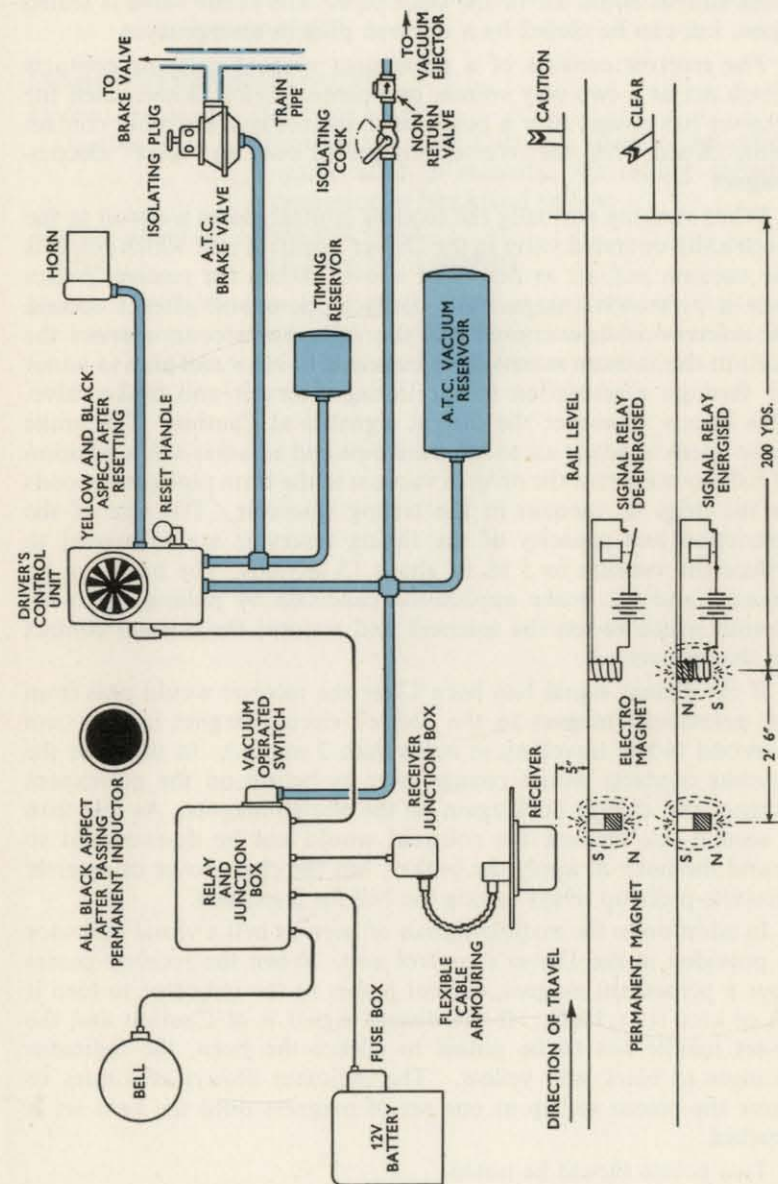 TO
BRAKE VALVE
TRAIN
PIPE
ISOLATING PLUG
A.T.C.
BRAKE VALVE
TO
VACUUM
EJECTOR
NON
RETURN
VALVE
ISOLATING
COCK
HORN
TIMING
RESERVOIR
A.T.C. VACUUM
RESERVOIR
YELLOW AND BLACK
ASPECT AFTER
RESETTING
RESET HANDLE
DRIVER'S
CONTROL
UNIT
ALL BLACK ASPECT
AFTER PASSING
PERMANENT INDUCTOR
VACUUM
OPERATED
SWITCH
RELAY
AND
JUNCTION
BOX
RECEIVER
JUNCTION BOX
RECEIVER
FLEXIBLE
CABLE
ARMOURING
BELL
FUSE BOX
12V
BATTERY
DIRECTION OF TRAVEL
RAIL LEVEL
5"
CAUTION
S
N
PERMANENT MAGNET
ELECTRO
MAGNET
SIGNAL RELAY
DE-ENERGISED
CLEAR
S
N
N
S
SIGNAL RELAY
ENERGISED
2' 6"
200 YDS.